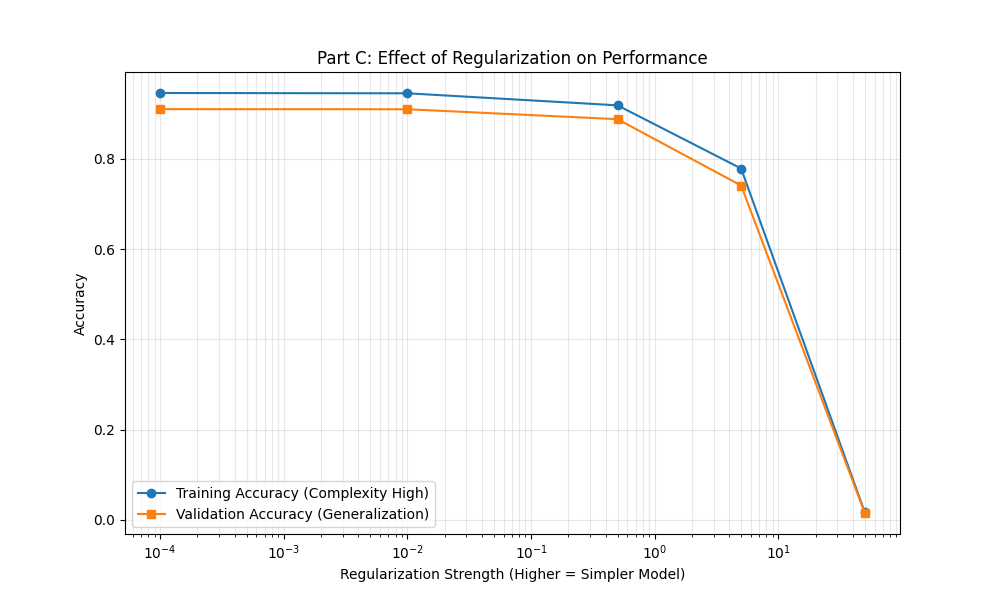 Part C: Effect of Regularization on Performance
Accuracy
0.8
0.6
0.4
0.2
0.0
Training Accuracy (Complexity High)
Validation Accuracy (Generalization)
10⁻⁴
10⁻³
10⁻²
10⁻¹
10⁰
10¹
Regularization Strength (Higher = Simpler Model)